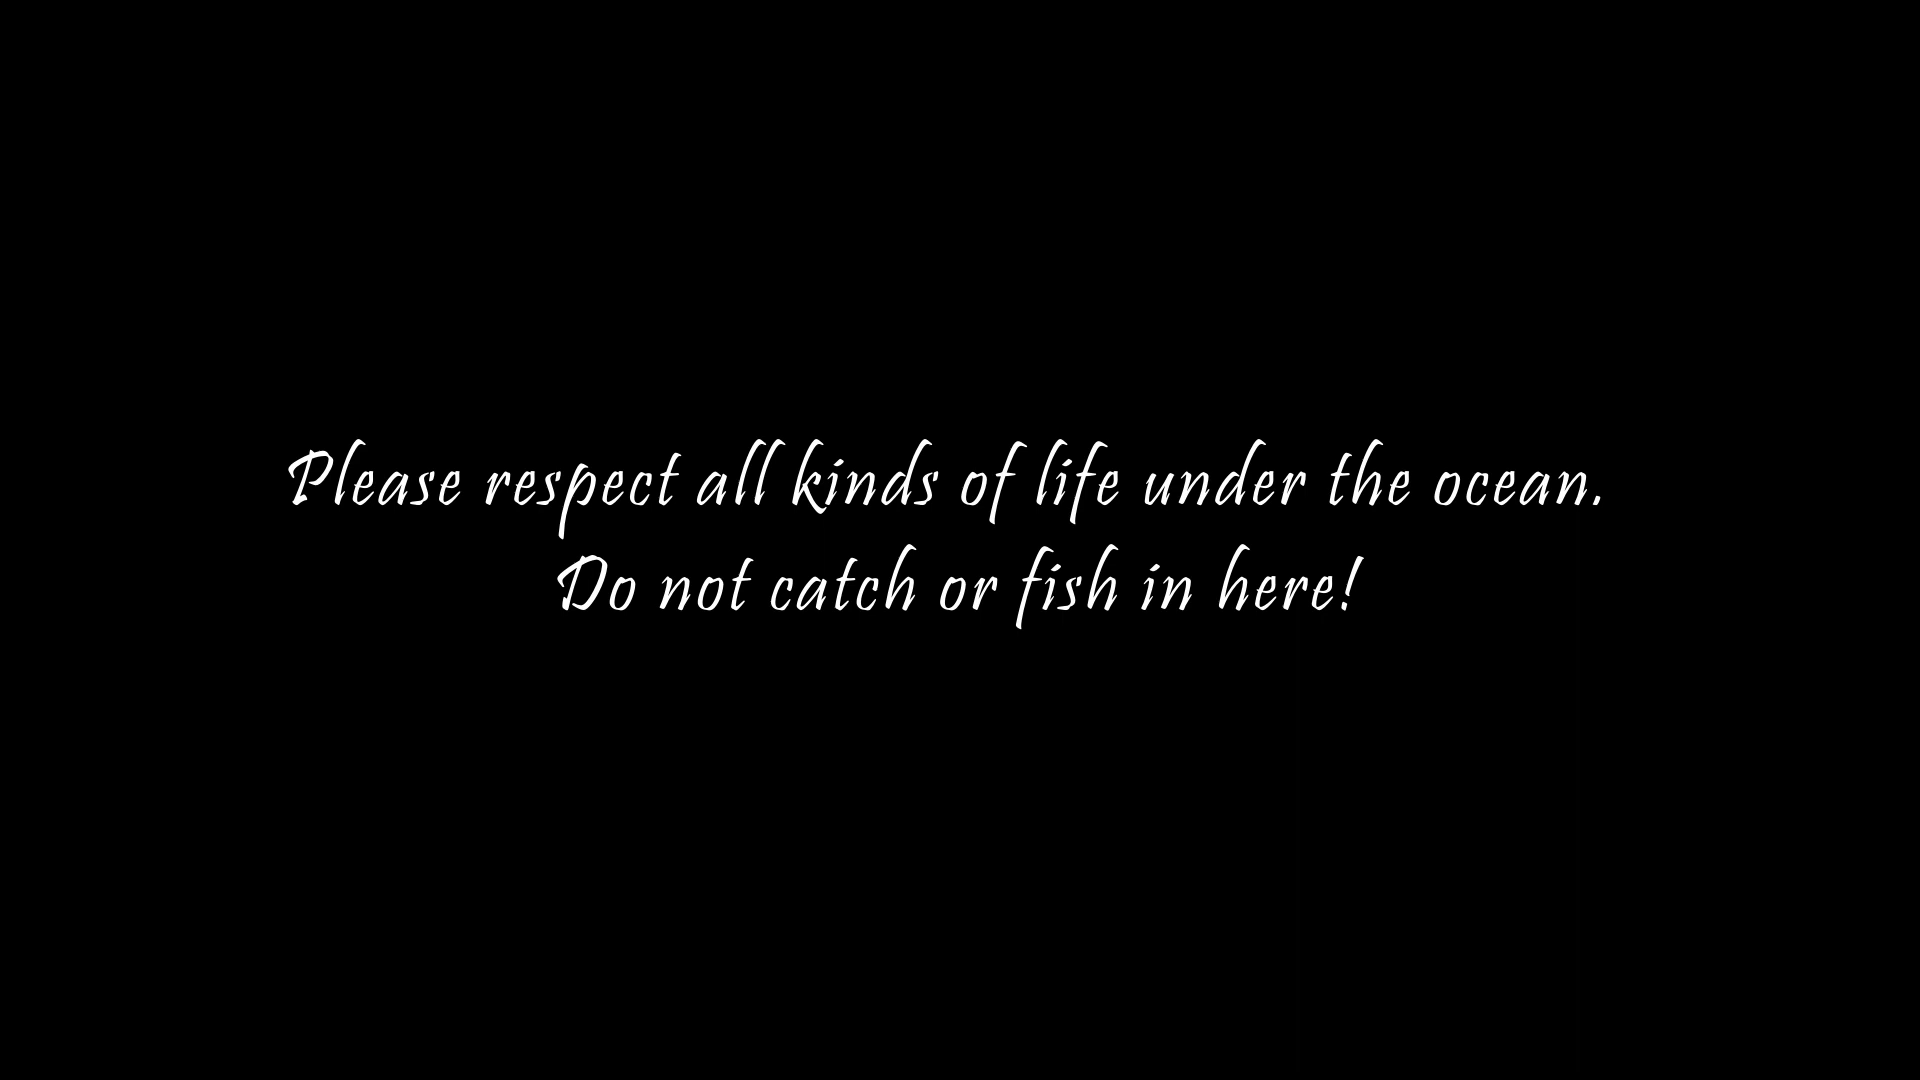 Please respect all kinds of life under the ocean.
Do not catch or fish in here!